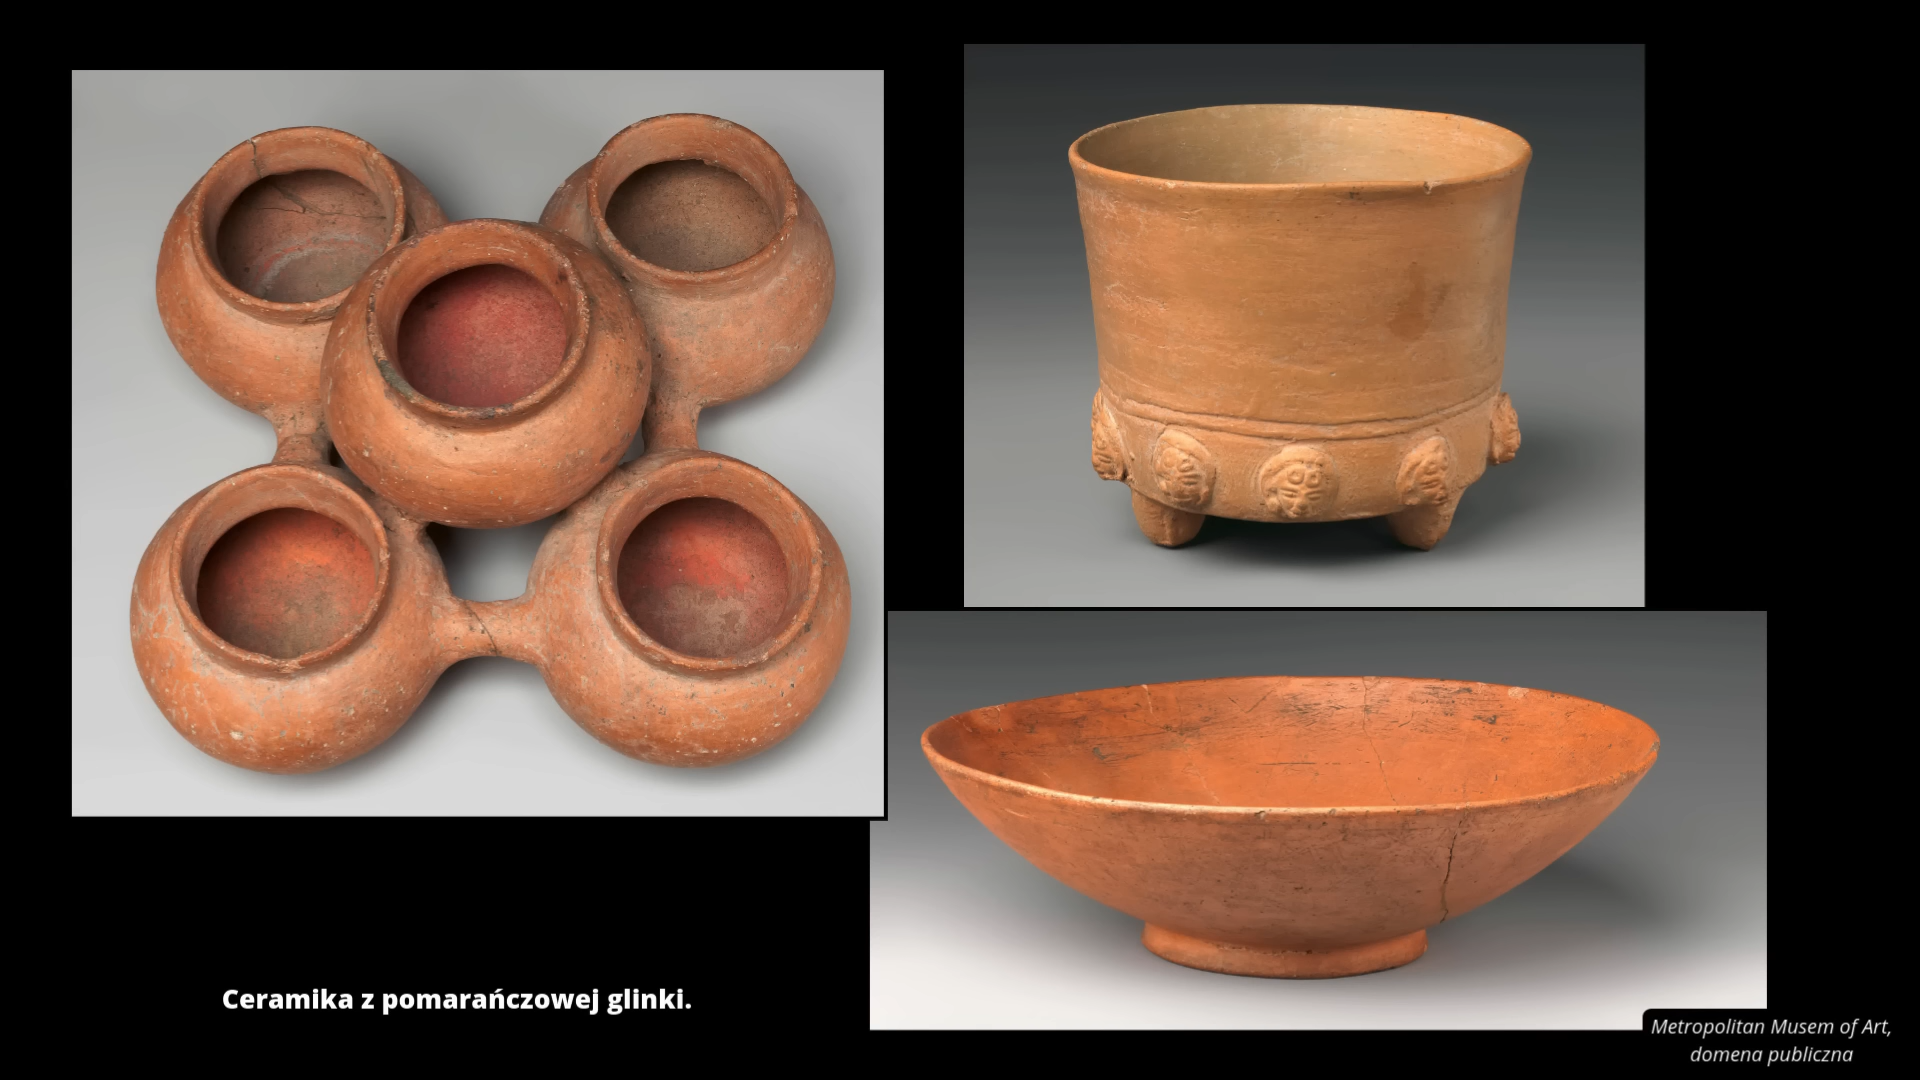 Ceramika z pomarańczowej glinki.
Metropolitan Musem of Art,
domena publiczna